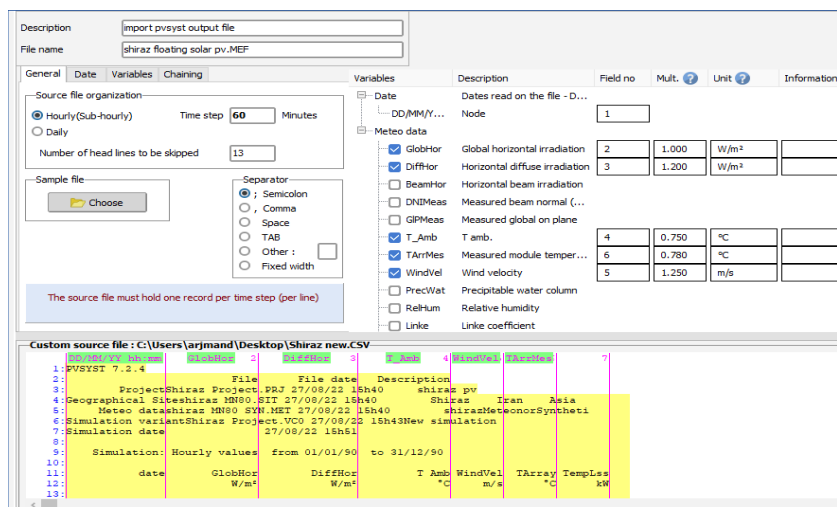 Description import pvsyst output file
File name shiraz floating solar pv.MEF
General Date Variables Chaining
Source file organization
Hourly(Sub-hourly) Time step 60 Minutes
Daily
Number of head lines to be skipped 13
Sample file
Choose
Separator
; Semicolon
, Comma
Space
TAB
Other :
Fixed width
The source file must hold one record per time step (per line)
Variables Description Field no Mult. ? Unit ? Information
Date Dates read on the file - D...
DD/MM/Y... Node 1
Meteo data
GlobHor Global horizontal irradiation 2 1.000 W/m²
DiffHor Horizontal diffuse irradiation 3 1.200 W/m²
BeamHor Horizontal beam irradiation
DNIMeas Measured beam normal (...
GlPMeas Measured global on plane
T_Amb T amb. 4 0.750 °C
TArrMes Measured module temper... 6 0.780 °C
WindVel Wind velocity 5 1.250 m/s
PrecWat Precipitable water column
RelHum Relative humidity
Linke Linke coefficient
Custom source file : C:\Users\arjmand\Desktop\Shiraz new.CSV
DD/MM/YY hh:mm GlobHor 2 DiffHor 3 T_Amb 4 WindVel TArrMes 7
1: PVSYST 7.2.4
2: File File date Description
3: ProjectShiraz Project.PRJ 27/08/22 15h40 shiraz pv
4: Geographical Siteshiraz MN80.SIT 27/08/22 15h40 Shiraz Iran Asia
5: Meteo datashiraz MN80 SYN.MET 27/08/22 15h40 shirazMeteonorSyntheti
6: Simulation variantShiraz Project.VC0 27/08/22 15h43New simulation
7: Simulation date 27/08/22 15h51
8:
9: Simulation: Hourly values from 01/01/90 to 31/12/90
10:
11: date GlobHor DiffHor T Amb WindVel TArray TempLss
12: W/m² W/m² °C m/s °C kW
13: